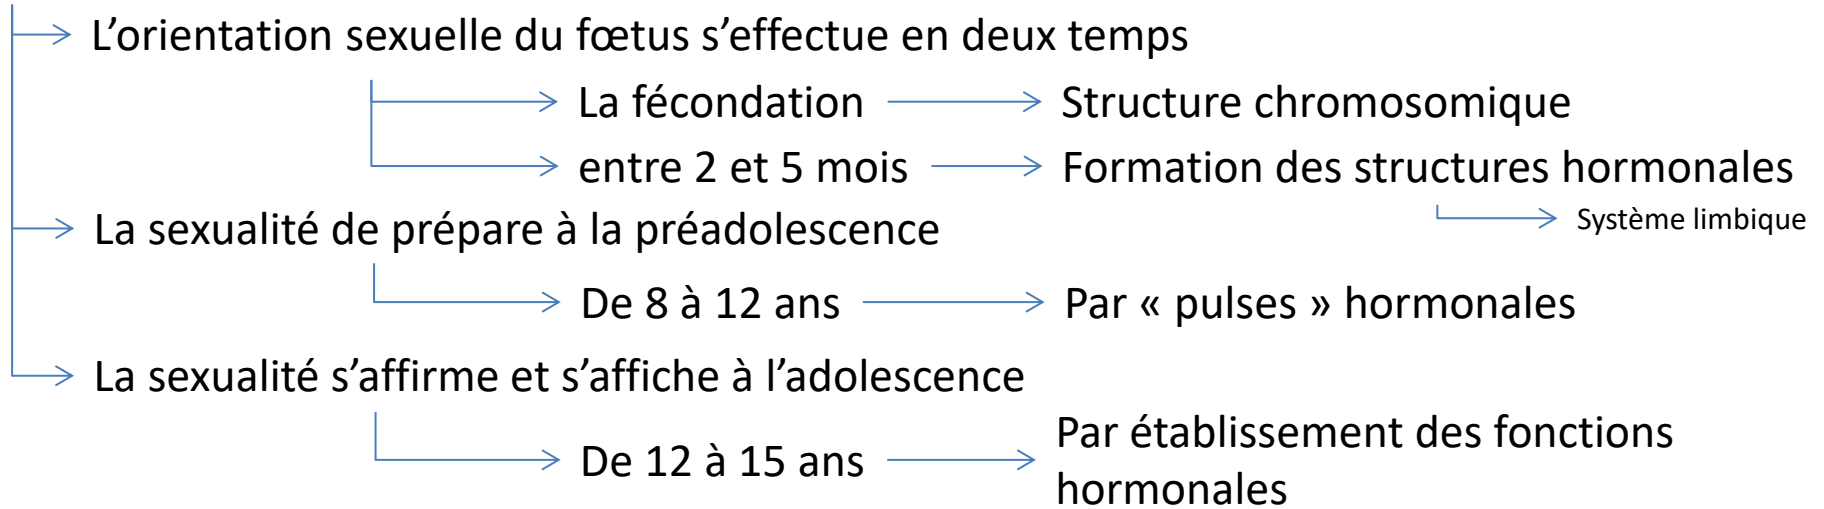 L’orientation sexuelle du fœtus s’effectue en deux temps
La fécondation Structure chromosomique
entre 2 et 5 mois Formation des structures hormonales
Système limbique
La sexualité de prépare à la préadolescence
De 8 à 12 ans Par « pulses » hormonales
La sexualité s’affirme et s’affiche à l’adolescence
De 12 à 15 ans Par établissement des fonctions
hormonales